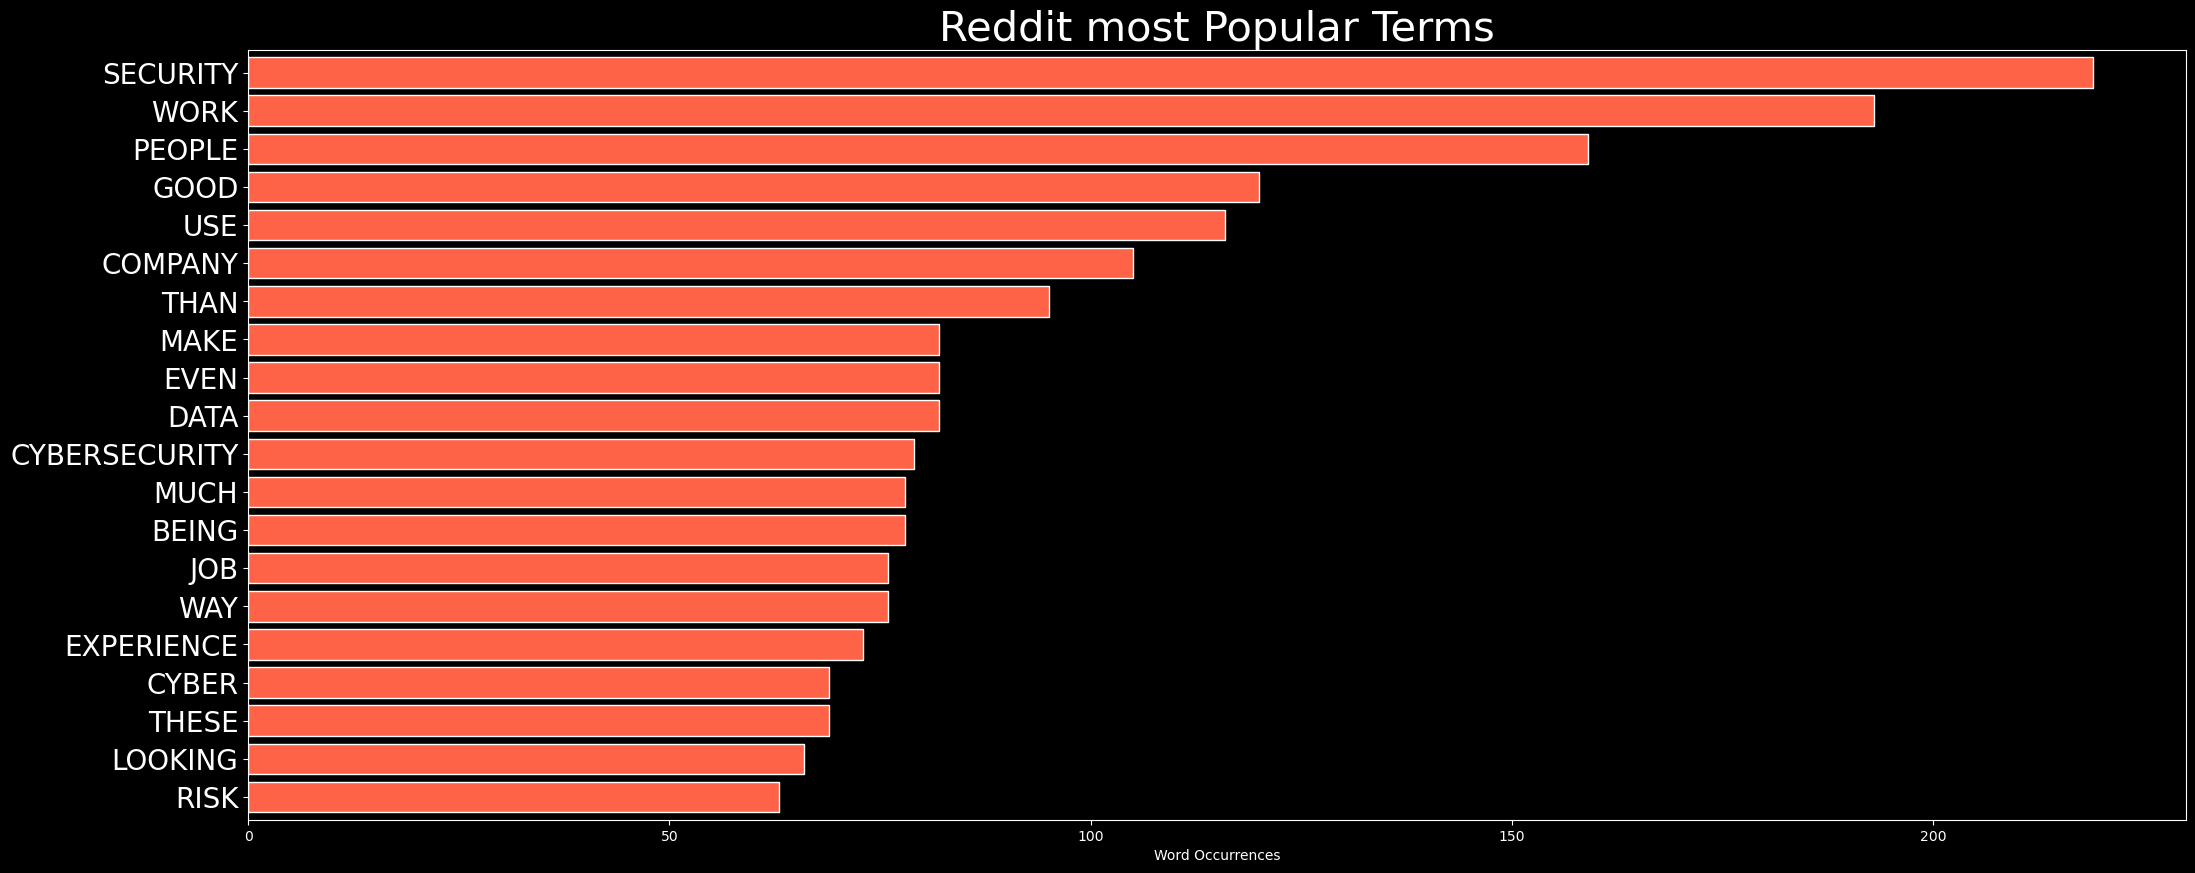 Reddit most Popular Terms
SECURITY
WORK
PEOPLE
GOOD
USE
COMPANY
THAN
MAKE
EVEN
DATA
CYBERSECURITY
MUCH
BEING
JOB
WAY
EXPERIENCE
CYBER
THESE
LOOKING
RISK
0 50 100 150 200
Word Occurrences